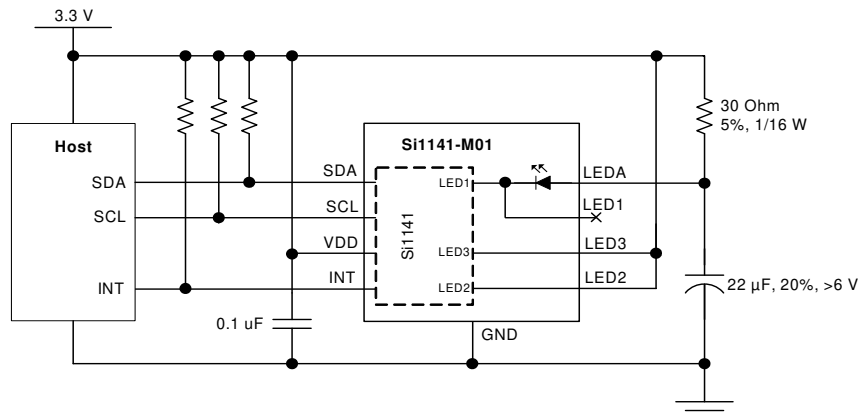 3.3 V
30 Ohm
5%, 1/16 W
Host
Si1141-M01
SDA
SDA
LED1
LEDA
SCL
SCL
LED1
Si1141
VDD
LED3
LED3
INT
INT
LED2
LED2
22 µF, 20%, >6 V
0.1 uF
GND